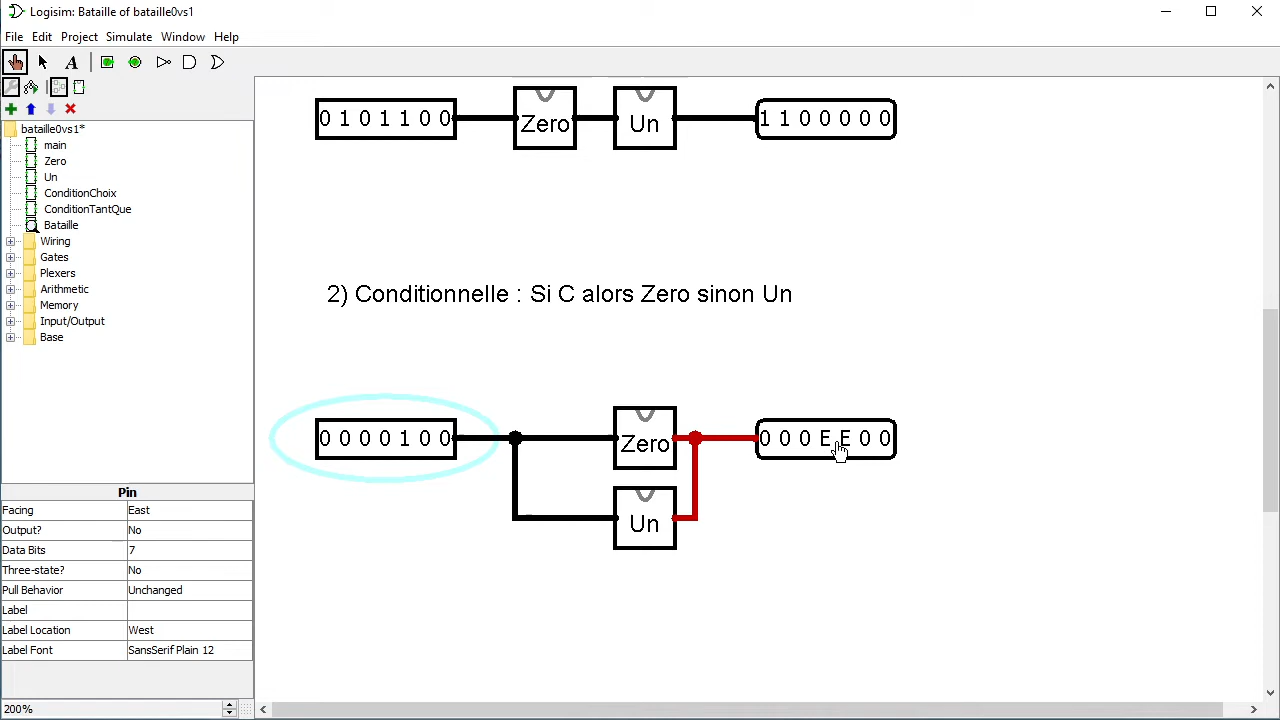 Logisim: Bataille of bataille0vs1
File Edit Project Simulate Window Help
A
bataille0vs1*
main
Zero
Un
ConditionChoix
ConditionTantQue
Bataille
Wiring
Gates
Plexers
Arithmetic
Memory
Input/Output
Base
Pin
Facing East
Output? No
Data Bits 7
Three-state? No
Pull Behavior Unchanged
Label
Label Location West
Label Font SansSerif Plain 12
200%
0 1 0 1 1 0 0 Zero Un 1 1 0 0 0 0 0
2) Conditionnelle : Si C alors Zero sinon Un
0 0 0 0 1 0 0 Zero 0 0 0 E E 0 0
Un